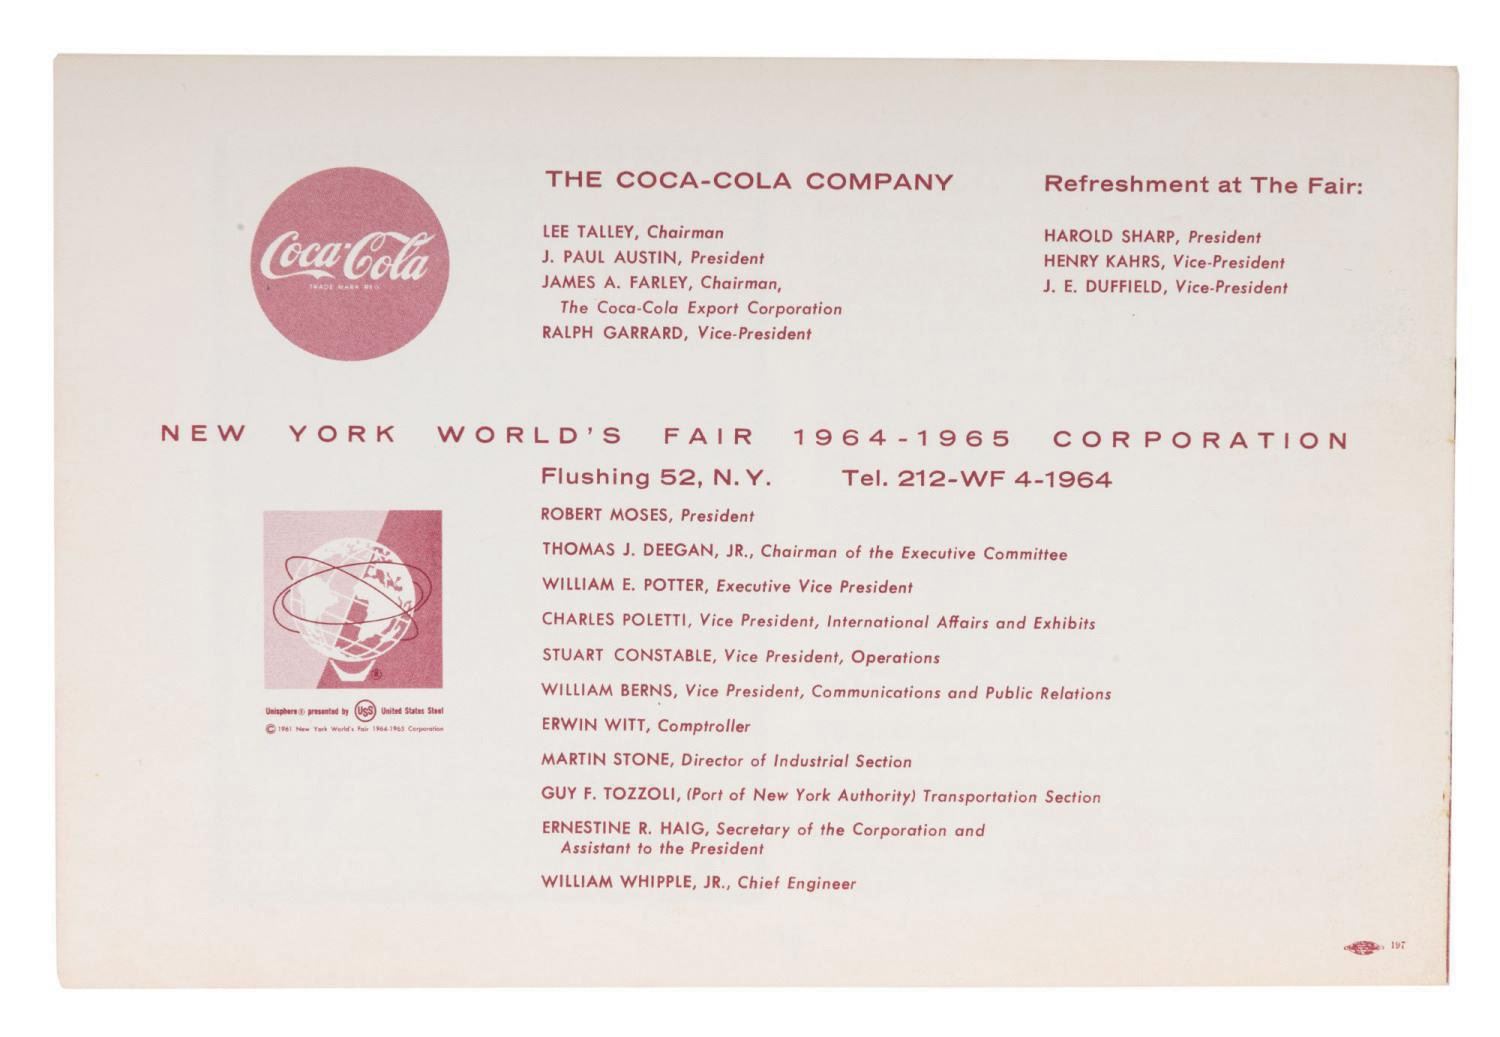 Coca-Cola
TRADE MARK REG
THE COCA-COLA COMPANY
LEE TALLEY, Chairman
J. PAUL AUSTIN, President
JAMES A. FARLEY, Chairman,
The Coca-Cola Export Corporation
RALPH GARRARD, Vice-President
Refreshment at The Fair:
HAROLD SHARP, President
HENRY KAHRS, Vice-President
J. E. DUFFIELD, Vice-President
NEW YORK WORLD'S FAIR 1964-1965 CORPORATION
Flushing 52, N.Y. Tel. 212-WF 4-1964
ROBERT MOSES, President
THOMAS J. DEEGAN, JR., Chairman of the Executive Committee
WILLIAM E. POTTER, Executive Vice President
CHARLES POLETTI, Vice President, International Affairs and Exhibits
STUART CONSTABLE, Vice President, Operations
WILLIAM BERNS, Vice President, Communications and Public Relations
ERWIN WITT, Comptroller
MARTIN STONE, Director of Industrial Section
GUY F. TOZZOLI, (Port of New York Authority) Transportation Section
ERNESTINE R. HAIG, Secretary of the Corporation and
Assistant to the President
WILLIAM WHIPPLE, JR., Chief Engineer
®
Unisphere® presented by USS United States Steel
© 1961 New York World's Fair 1964-1965 Corporation
197